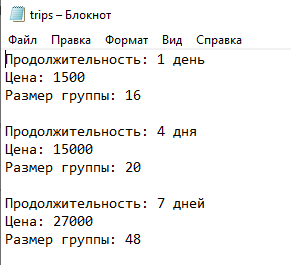 trips – Блокнот
Файл Правка Формат Вид Справка
Продолжительность: 1 день
Цена: 1500
Размер группы: 16
Продолжительность: 4 дня
Цена: 15000
Размер группы: 20
Продолжительность: 7 дней
Цена: 27000
Размер группы: 48